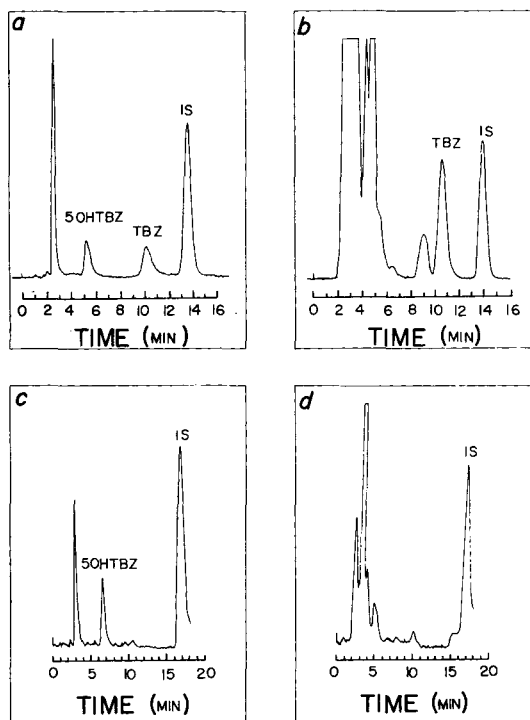 a
IS
5OHTBZ
TBZ
0 2 4 6 8 10 12 14 16
TIME (MIN)
b
TBZ
IS
0 2 4 6 8 10 12 14 16
TIME (MIN)
c
IS
5OHTBZ
0 5 10 15 20
TIME (MIN)
d
IS
0 5 10 15 20
TIME (MIN)